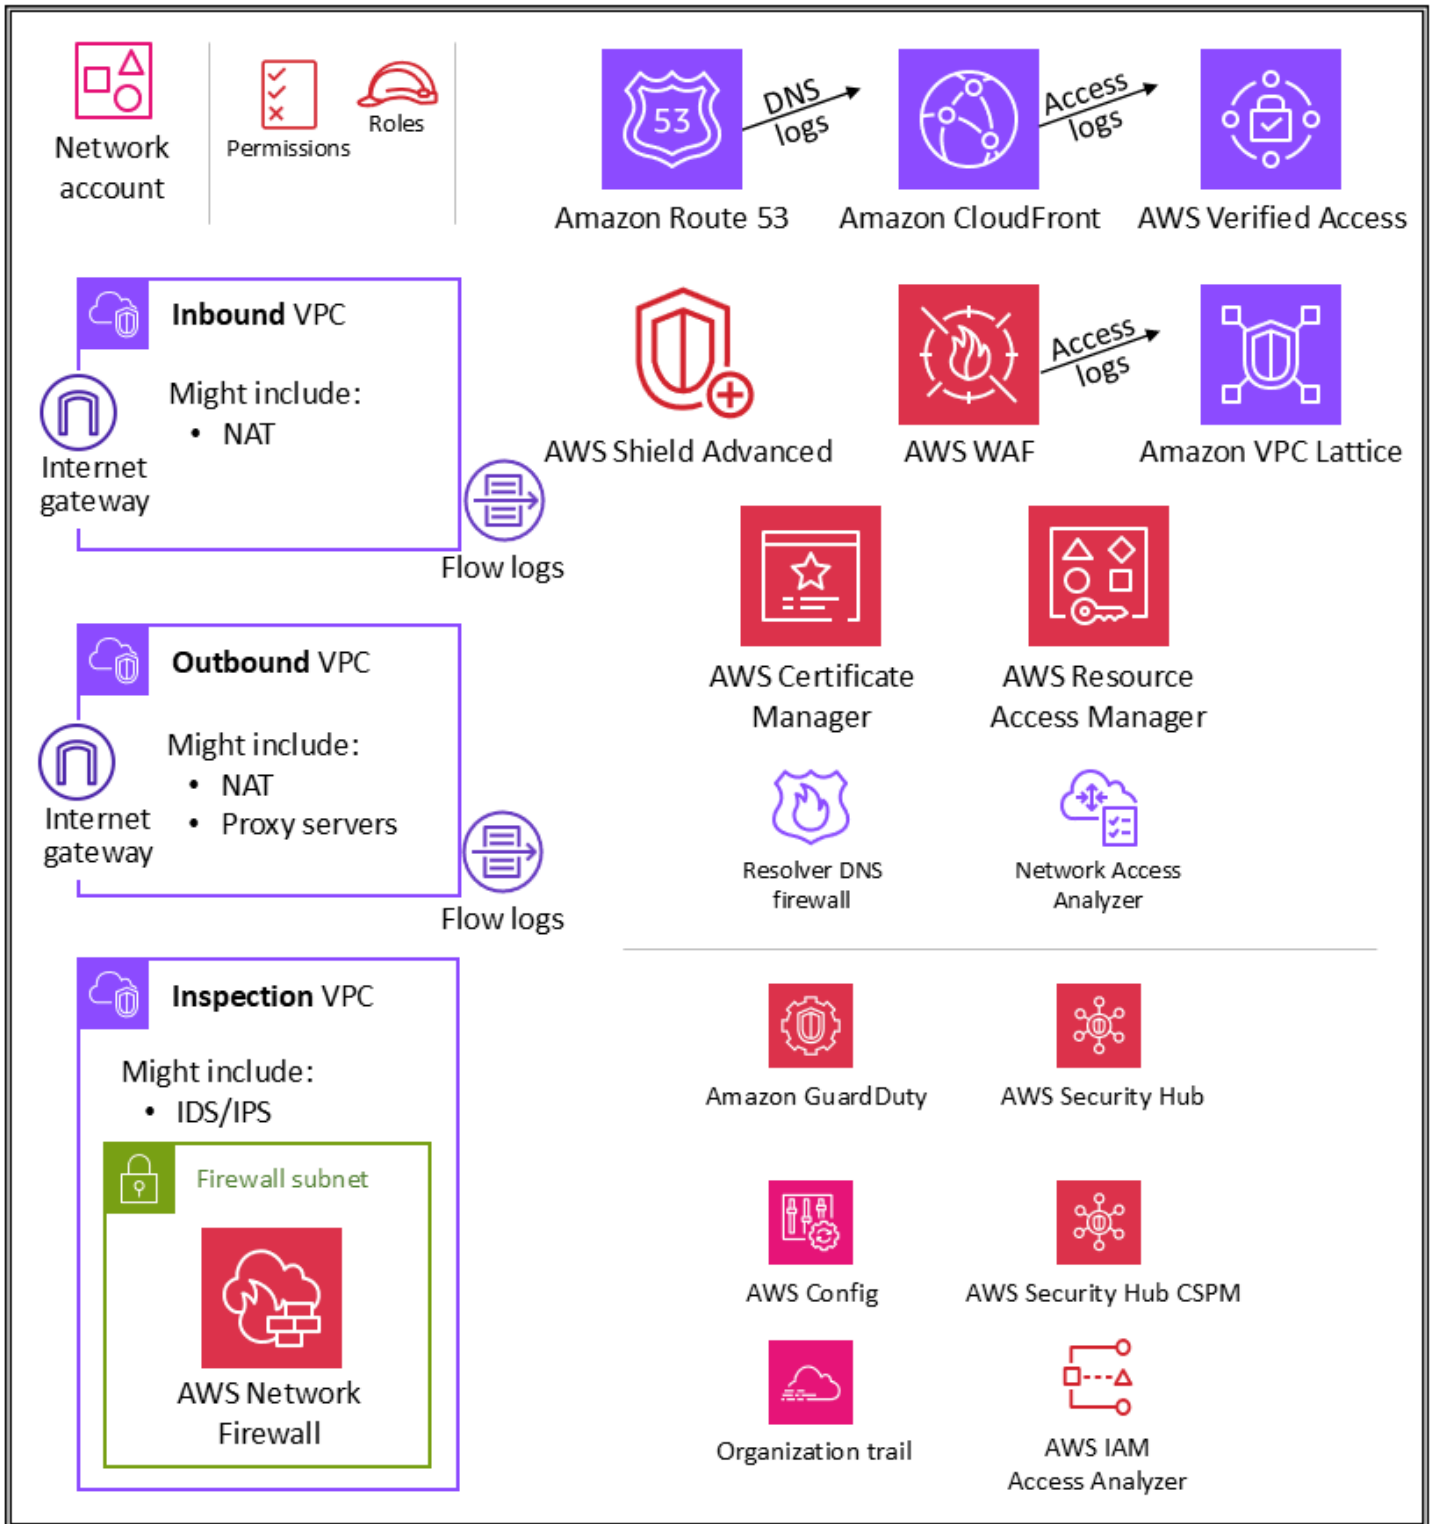 Network
account
Permissions
Roles
53
DNS
logs
Access
logs
Amazon Route 53
Amazon CloudFront
AWS Verified Access
Inbound VPC
Might include:
• NAT
Internet
gateway
Flow logs
AWS Shield Advanced
AWS WAF
Access
logs
Amazon VPC Lattice
AWS Certificate
Manager
AWS Resource
Access Manager
Outbound VPC
Might include:
• NAT
• Proxy servers
Internet
gateway
Flow logs
Resolver DNS
firewall
Network Access
Analyzer
Inspection VPC
Might include:
• IDS/IPS
Firewall subnet
AWS Network
Firewall
Amazon GuardDuty
AWS Security Hub
AWS Config
AWS Security Hub CSPM
Organization trail
AWS IAM
Access Analyzer